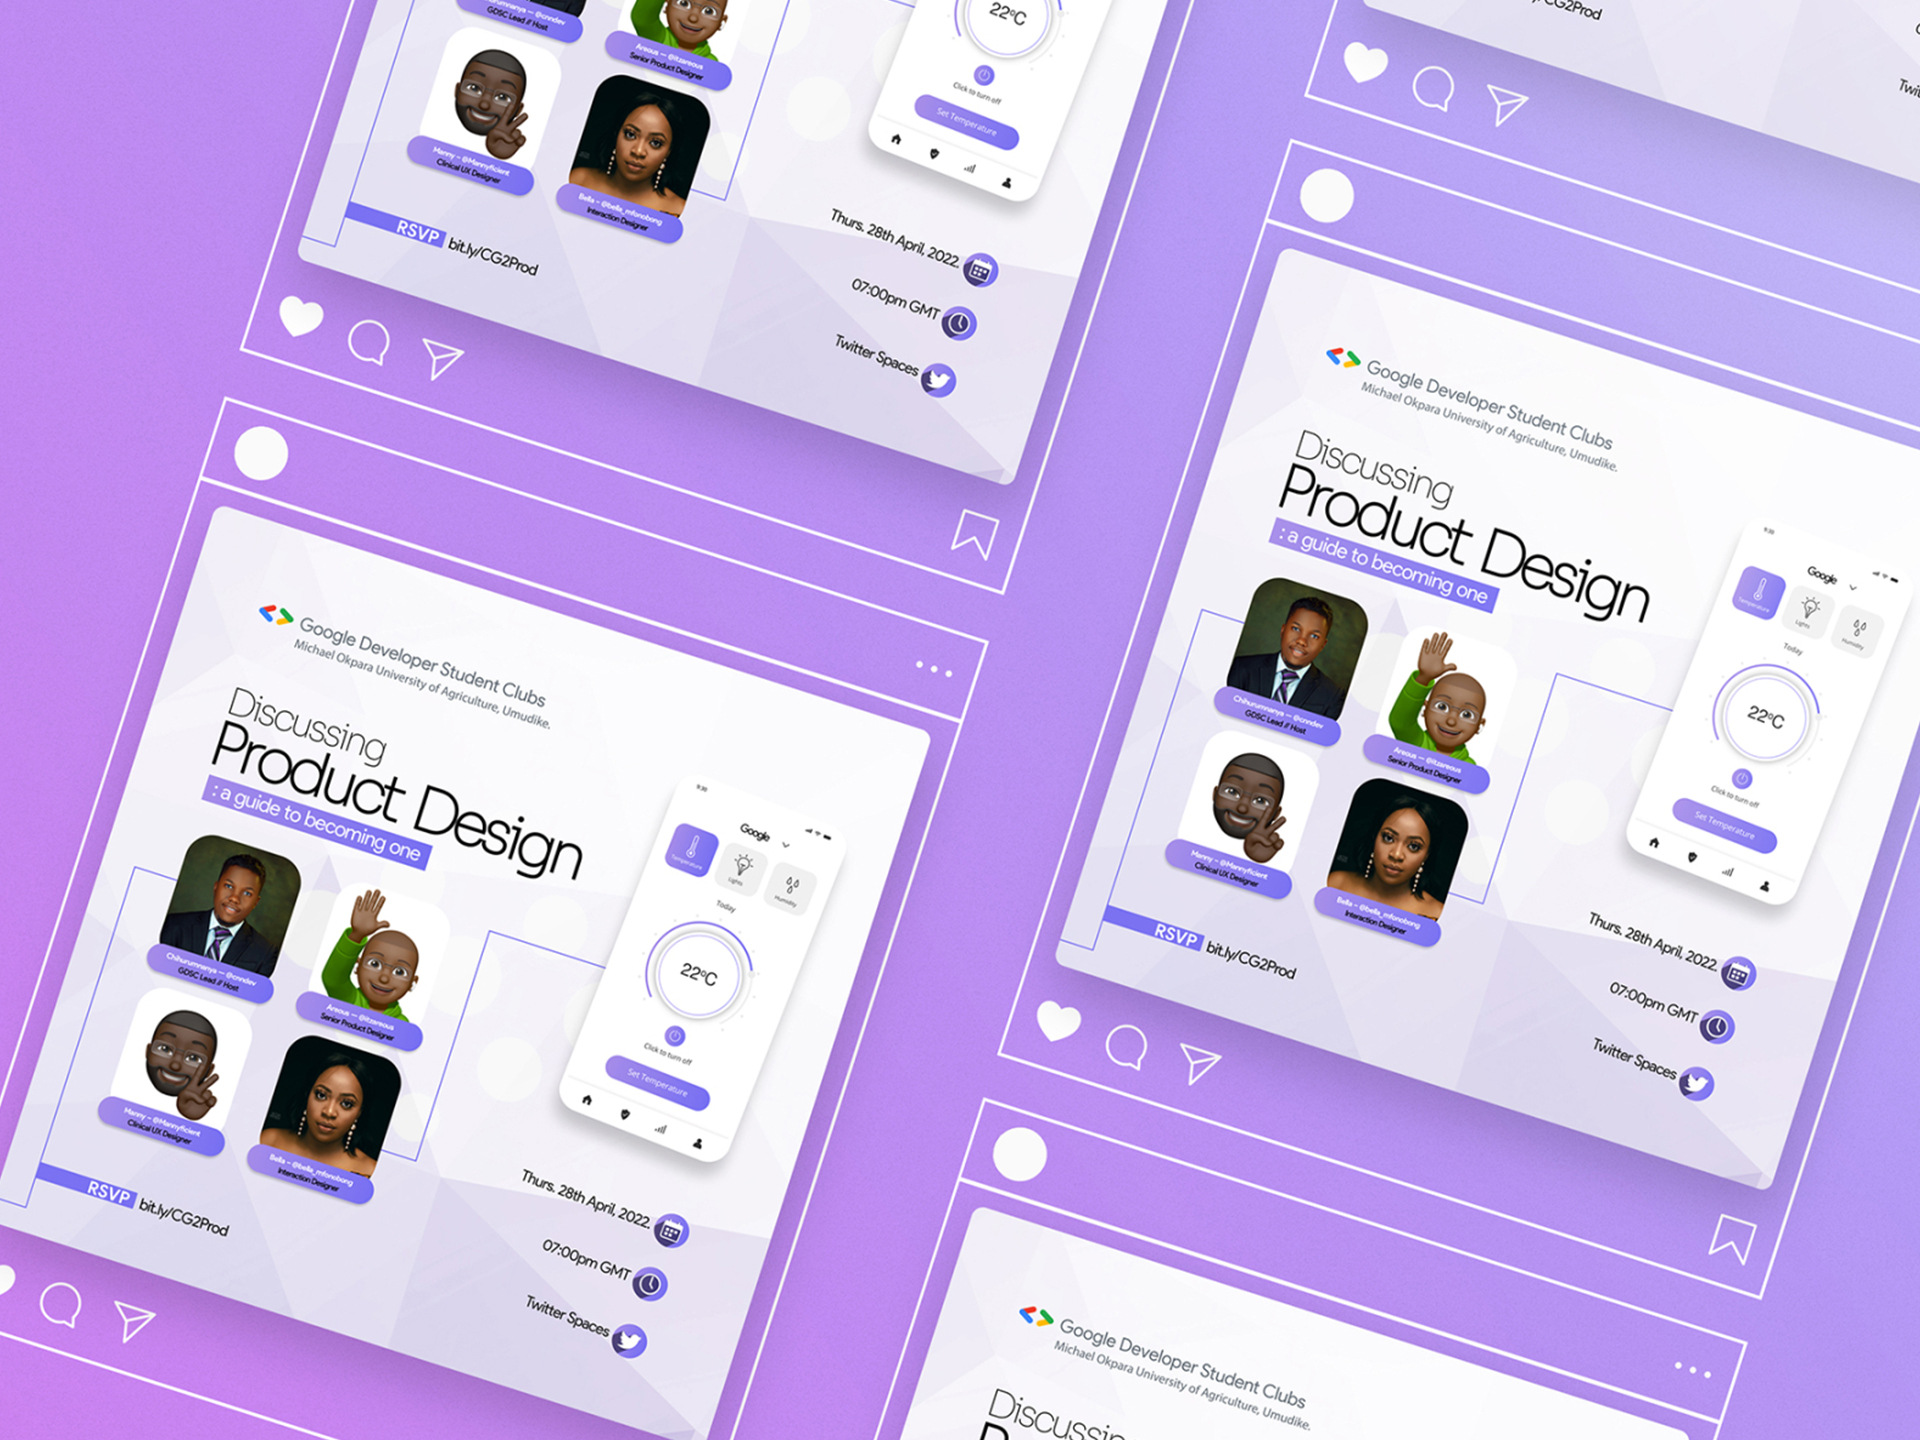 urumnanya — @cnndev
GDSC Lead // Host
Areous — @itzareous
Senior Product Designer
Manny – @Mannyficient
Clinical UX Designer
Bella – @bella_mfonobong
Interaction Designer
RSVP bit.ly/CG2Prod
22°C
Click to turn off
Set Temperature
Thurs. 28th April, 2022.
07:00pm GMT
Twitter Spaces
Google Developer Student Clubs
Michael Okpara University of Agriculture, Umudike.
Discussing
Product Design
: a guide to becoming one
Chihurumnanya — @cnndev
GDSC Lead // Host
Areous — @itzareous
Senior Product Designer
Manny – @Mannyficient
Clinical UX Designer
Bella – @bella_mfonobong
Interaction Designer
RSVP bit.ly/CG2Prod
9:30
Google
Temperature
Lights
Humidity
Today
22°C
Click to turn off
Set Temperature
Thurs. 28th April, 2022.
07:00pm GMT
Twitter Spaces
/CG2Prod
Twit
Google Developer Student Clubs
Michael Okpara University of Agriculture, Umudike.
Discussing
Product Design
: a guide to becoming one
Chihurumnanya — @cnndev
GDSC Lead // Host
Areous — @itzareous
Senior Product Designer
Manny – @Mannyficient
Clinical UX Designer
Bella – @bella_mfonobong
Interaction Designer
RSVP bit.ly/CG2Prod
9:30
Google
Temperature
Lights
Humidity
Today
22°C
Click to turn off
Set Temperature
Thurs. 28th April, 2022.
07:00pm GMT
Twitter Spaces
Google Developer Student Clubs
Michael Okpara University of Agriculture, Umudike.
Discussing